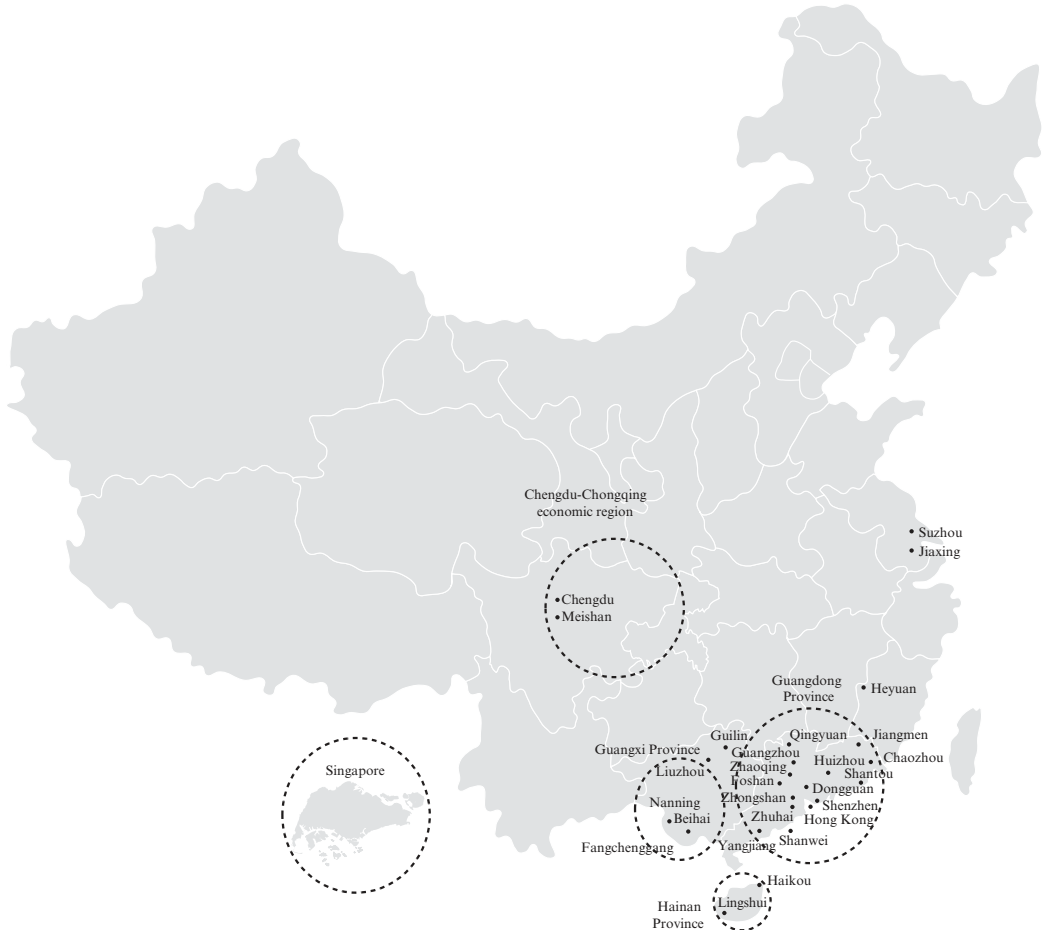 Chengdu-Chongqing
economic region
Suzhou
Jiaxing
Chengdu
Meishan
Guangdong
Province
Heyuan
Guilin
Qingyuan
Jiangmen
Guangxi Province
Guangzhou
Chaozhou
Huizhou
Zhaoqing
Liuzhou
Shantou
Singapore
Foshan
Dongguan
Zhongshan
Nanning
Shenzhen
Beihai
Zhuhai
Hong Kong
Shanwei
Fangchenggang
Yangjiang
Haikou
Lingshui
Hainan
Province